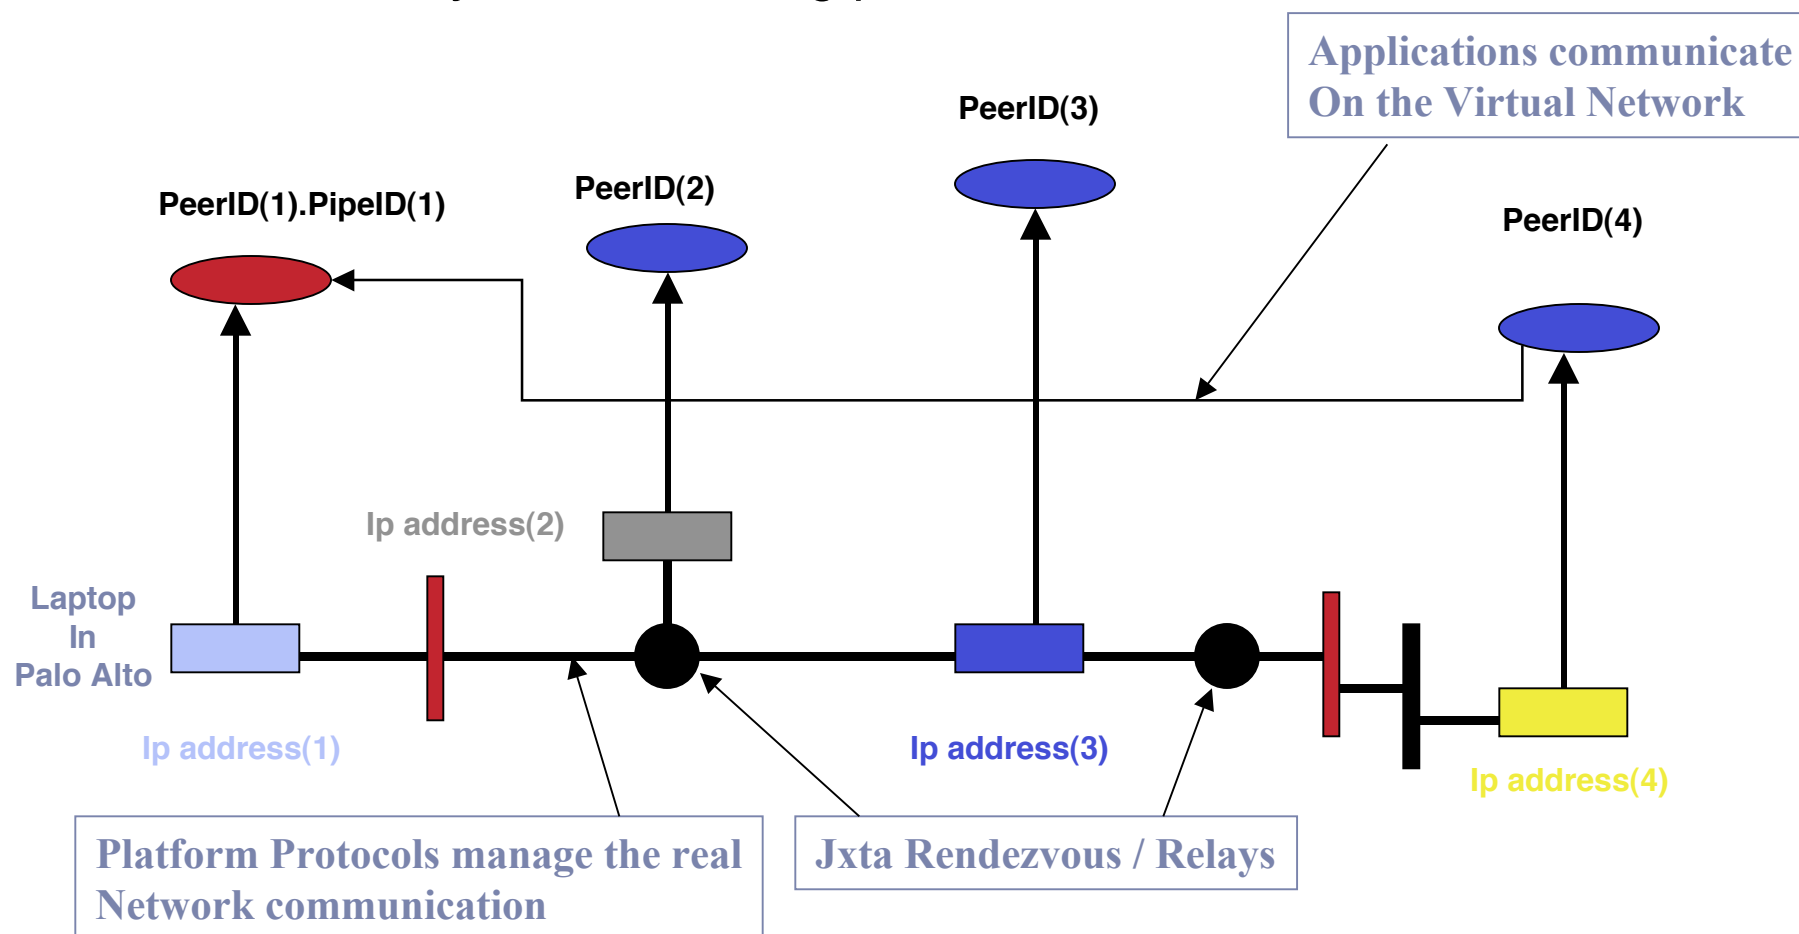 Applications communicate
On the Virtual Network
PeerID(3)
PeerID(2)
PeerID(1).PipeID(1)
PeerID(4)
Ip address(2)
Laptop
In
Palo Alto
Ip address(1)
Ip address(3)
Ip address(4)
Platform Protocols manage the real
Network communication
Jxta Rendezvous / Relays